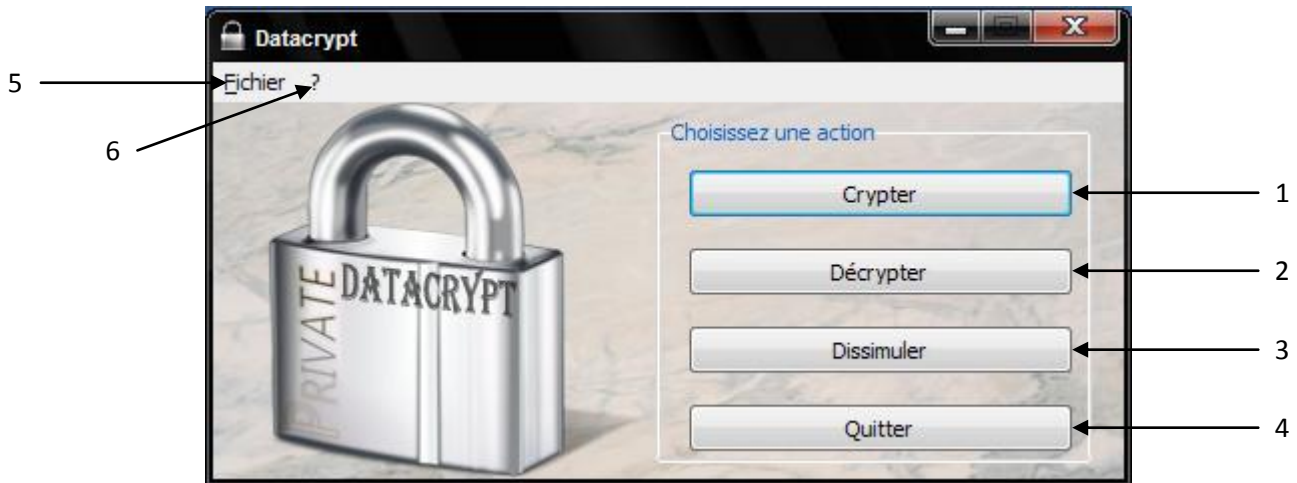 Datacrypt
5
Fichier ?
6
Choisissez une action
Crypter
1
Décrypter
2
Dissimuler
3
Quitter
4
PRIVATE
DATACRYPT